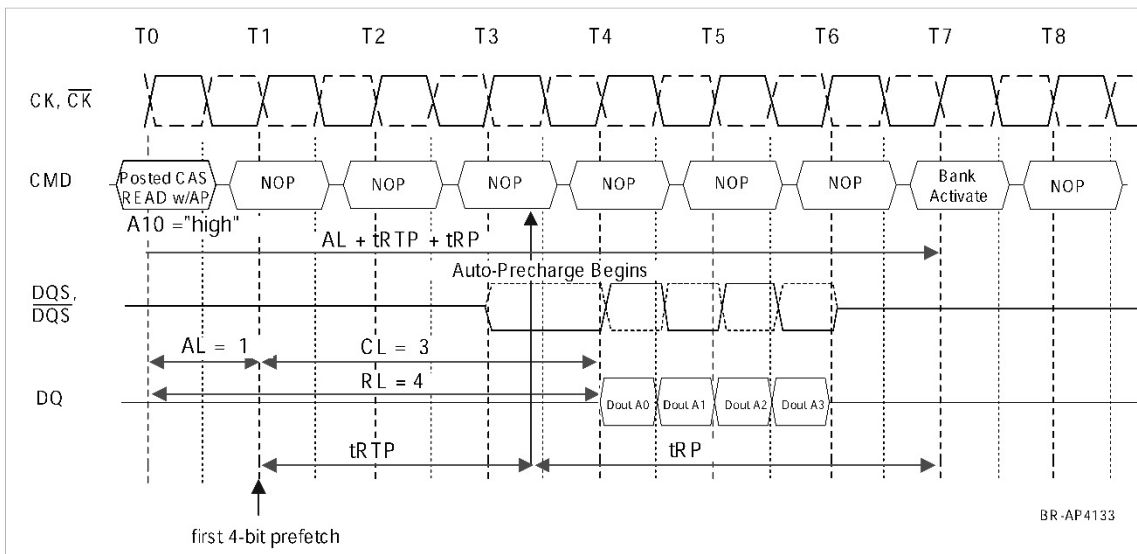 T0 T1 T2 T3 T4 T5 T6 T7 T8
CK, CK
CMD
Posted CAS
READ w/AP
NOP NOP NOP NOP NOP NOP
Bank
Activate
NOP
A10 ="high"
AL + tRTP + tRP
Auto-Precharge Begins
DQS,
DQS
AL = 1
CL = 3
RL = 4
DQ
Dout A0 Dout A1 Dout A2 Dout A3
tRTP
tRP
first 4-bit prefetch
BR-AP4133